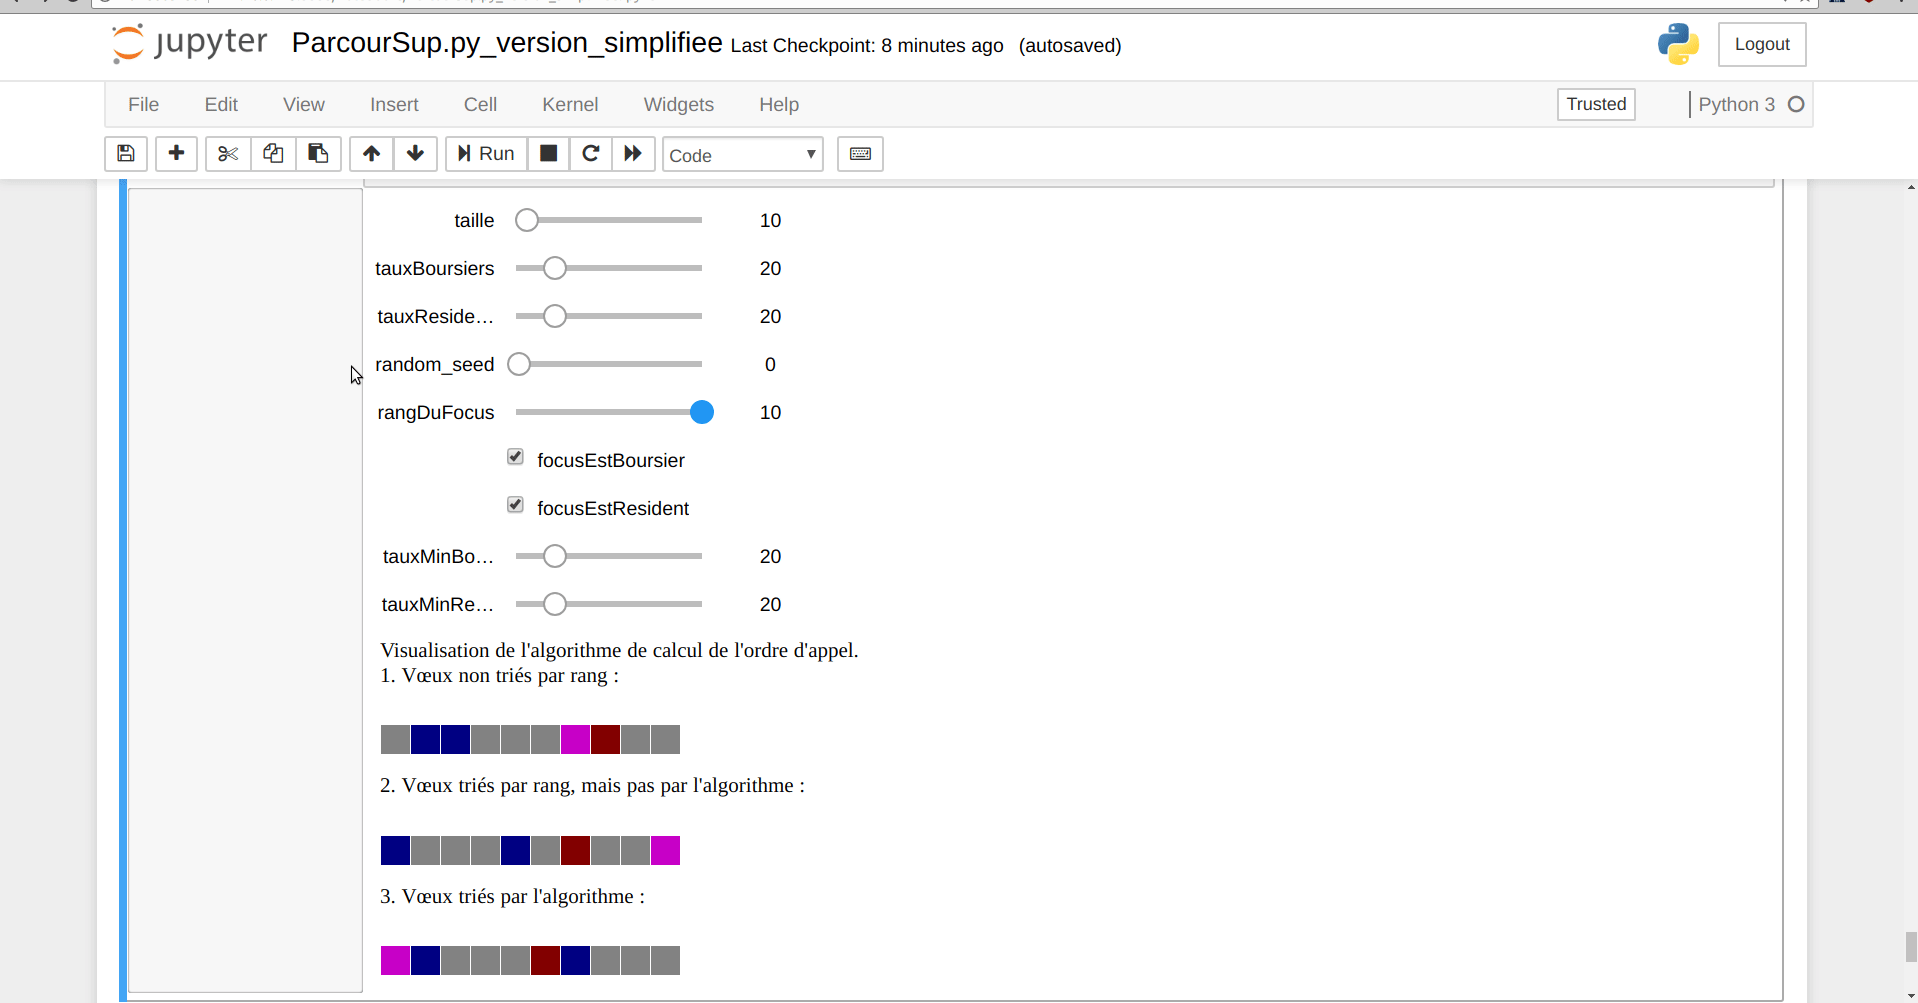 jupyter ParcourSup.py_version_simplifiee Last Checkpoint: 8 minutes ago (autosaved) Logout
File Edit View Insert Cell Kernel Widgets Help Trusted Python 3
Run Code
taille 10
tauxBoursiers 20
tauxReside… 20
random_seed 0
rangDuFocus 10
focusEstBoursier
focusEstResident
tauxMinBo… 20
tauxMinRe… 20
Visualisation de l'algorithme de calcul de l'ordre d'appel.
1. Vœux non triés par rang :
2. Vœux triés par rang, mais pas par l'algorithme :
3. Vœux triés par l'algorithme :